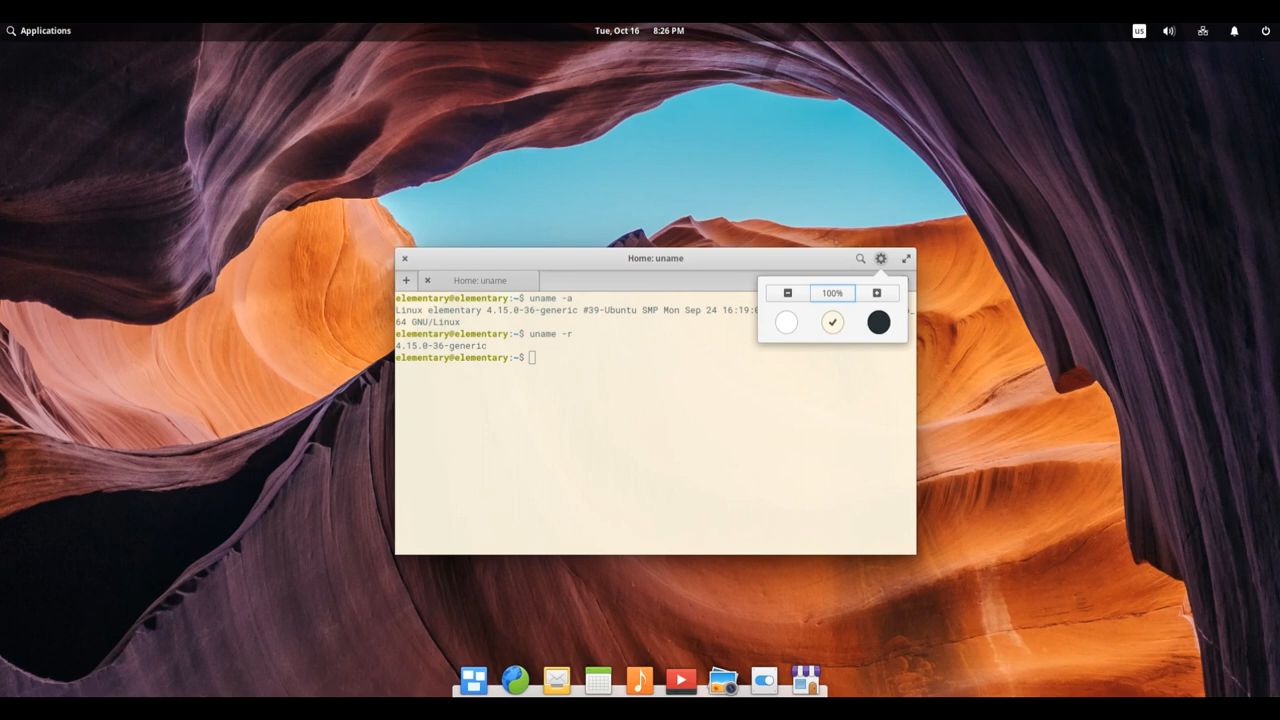 Applications
Tue, Oct 16 8:26 PM
us
Home: uname
Home: uname
100%
elementary@elementary:~$ uname -a
Linux elementary 4.15.0-36-generic #39-Ubuntu SMP Mon Sep 24 16:19:
64 GNU/Linux
elementary@elementary:~$ uname -r
4.15.0-36-generic
elementary@elementary:~$